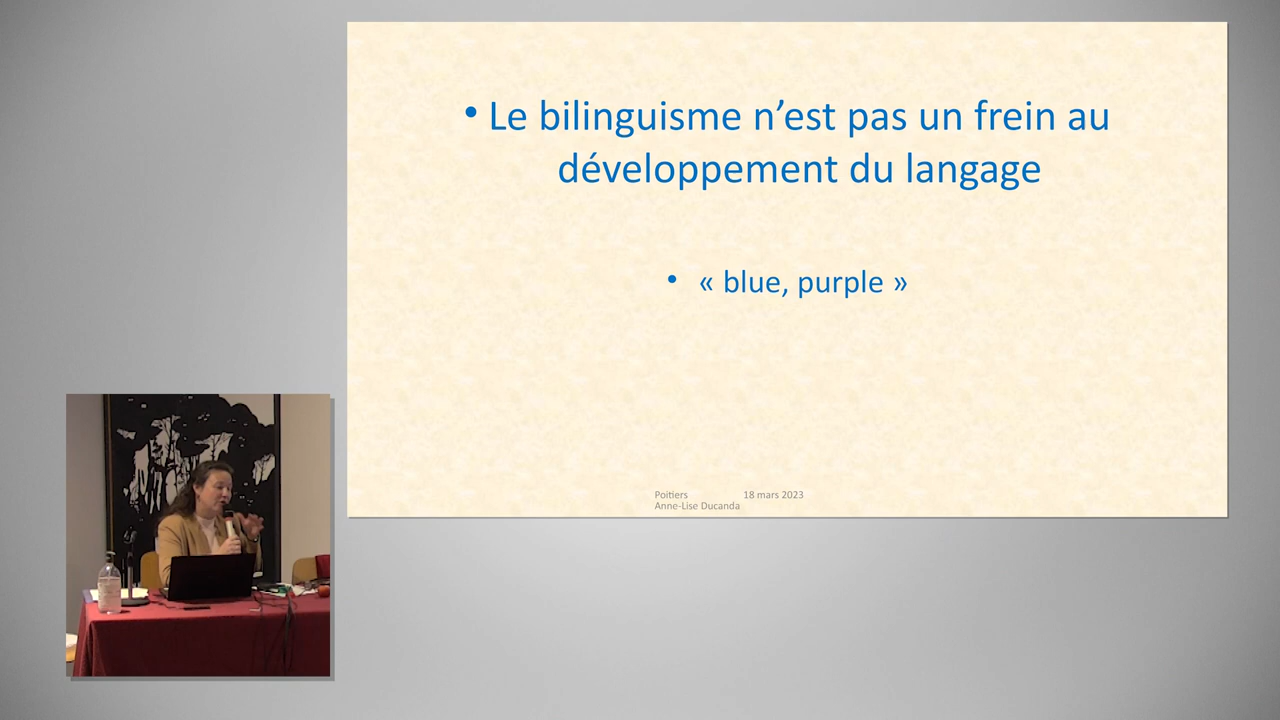 • Le bilinguisme n’est pas un frein au
développement du langage
• « blue, purple »
Poitiers 18 mars 2023
Anne-Lise Ducanda